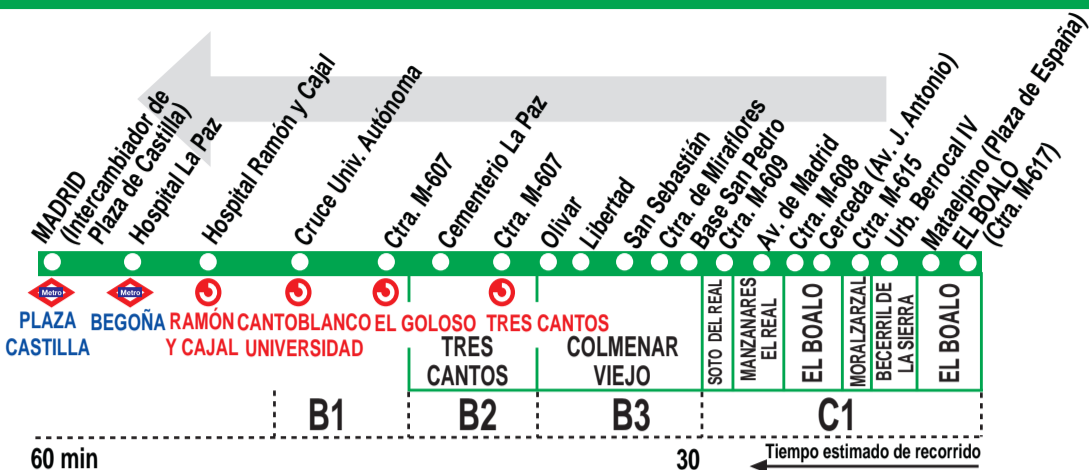 MADRID
(Intercambiador de
Plaza de Castilla)
Hospital La Paz
Hospital Ramón y Cajal
Cruce Univ. Autónoma
Ctra. M-607
Cementerio La Paz
Ctra. M-607
Olivar
Libertad
San Sebastián
Ctra. de Miraflores
Base San Pedro
Ctra. M-609
Av. de Madrid
Ctra. M-608
Cerceda (Av. J. Antonio)
Ctra. M-615
Urb. Berrocal IV
Mataelpino (Plaza de España)
EL BOALO
(Ctra. M-617)
Metro
Metro
PLAZA
CASTILLA
BEGOÑA
RAMÓN
Y CAJAL
CANTOBLANCO
UNIVERSIDAD
EL GOLOSO
TRES CANTOS
TRES
CANTOS
COLMENAR
VIEJO
SOTO DEL REAL
MANZANARES
EL REAL
EL BOALO
MORALZARZAL
BECERRIL DE
LA SIERRA
EL BOALO
B1
B2
B3
C1
60 min
30
Tiempo estimado de recorrido